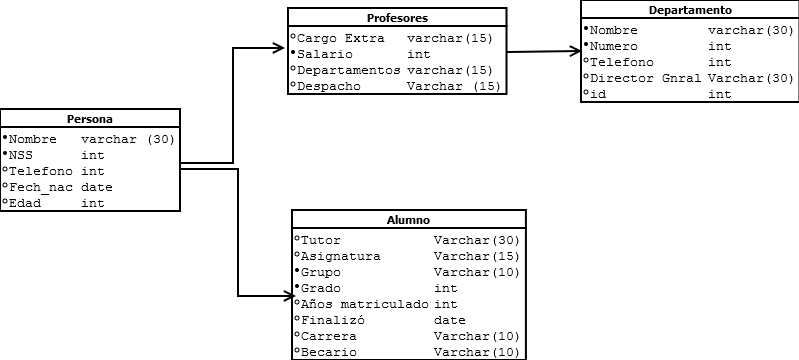 Profesores
Cargo Extra varchar(15)
Salario int
Departamentos varchar(15)
Despacho Varchar (15)
Departamento
Nombre varchar(30)
Numero int
Telefono int
Director Gnral Varchar(30)
id int
Persona
Nombre varchar (30)
NSS int
Telefono int
Fech_nac date
Edad int
Alumno
Tutor Varchar(30)
Asignatura Varchar(15)
Grupo Varchar(10)
Grado int
Años matriculado int
Finalizó date
Carrera Varchar(10)
Becario Varchar(10)